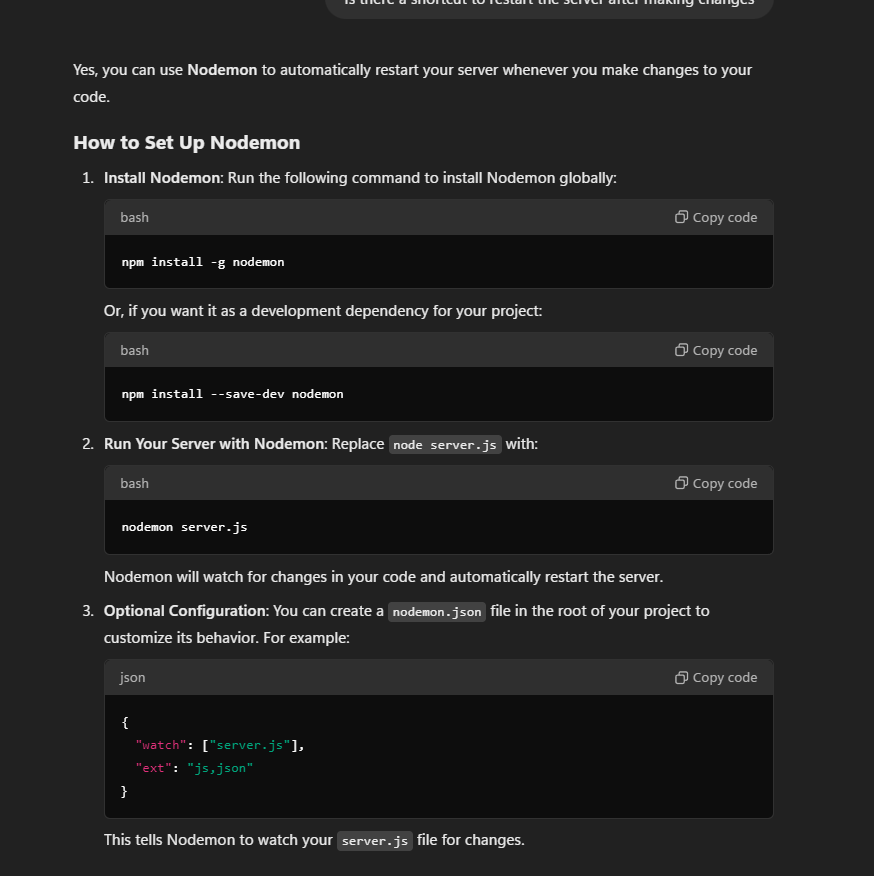 Is there a shortcut to restart the server after making changes
Yes, you can use Nodemon to automatically restart your server whenever you make changes to your
code.
How to Set Up Nodemon
1. Install Nodemon: Run the following command to install Nodemon globally:
bash Copy code
npm install -g nodemon
Or, if you want it as a development dependency for your project:
bash Copy code
npm install --save-dev nodemon
2. Run Your Server with Nodemon: Replace node server.js with:
bash Copy code
nodemon server.js
Nodemon will watch for changes in your code and automatically restart the server.
3. Optional Configuration: You can create a nodemon.json file in the root of your project to
customize its behavior. For example:
json Copy code
{
  "watch": ["server.js"],
  "ext": "js,json"
}
This tells Nodemon to watch your server.js file for changes.